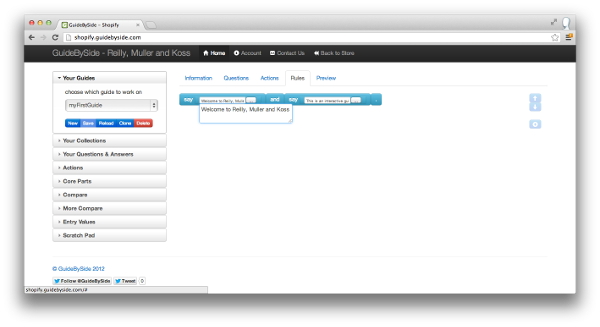 GuideBySide - Shopify
shopify.guidebyside.com
GuideBySide - Reilly, Muller and Koss
Home
Account
Contact Us
Back to Store
Your Guides
choose which guide to work on
myFirstGuide
New Save Reload Clone Delete
Your Collections
Your Questions & Answers
Actions
Core Parts
Compare
More Compare
Entry Values
Scratch Pad
Information Questions Actions Rules Preview
say Welcome to Reilly, Mulle ... and say This is an interactive gu ... .
Welcome to Reilly, Muller and Koss
© GuideBySide 2012
Follow @GuideBySide Tweet 0
shopify.guidebyside.com/#